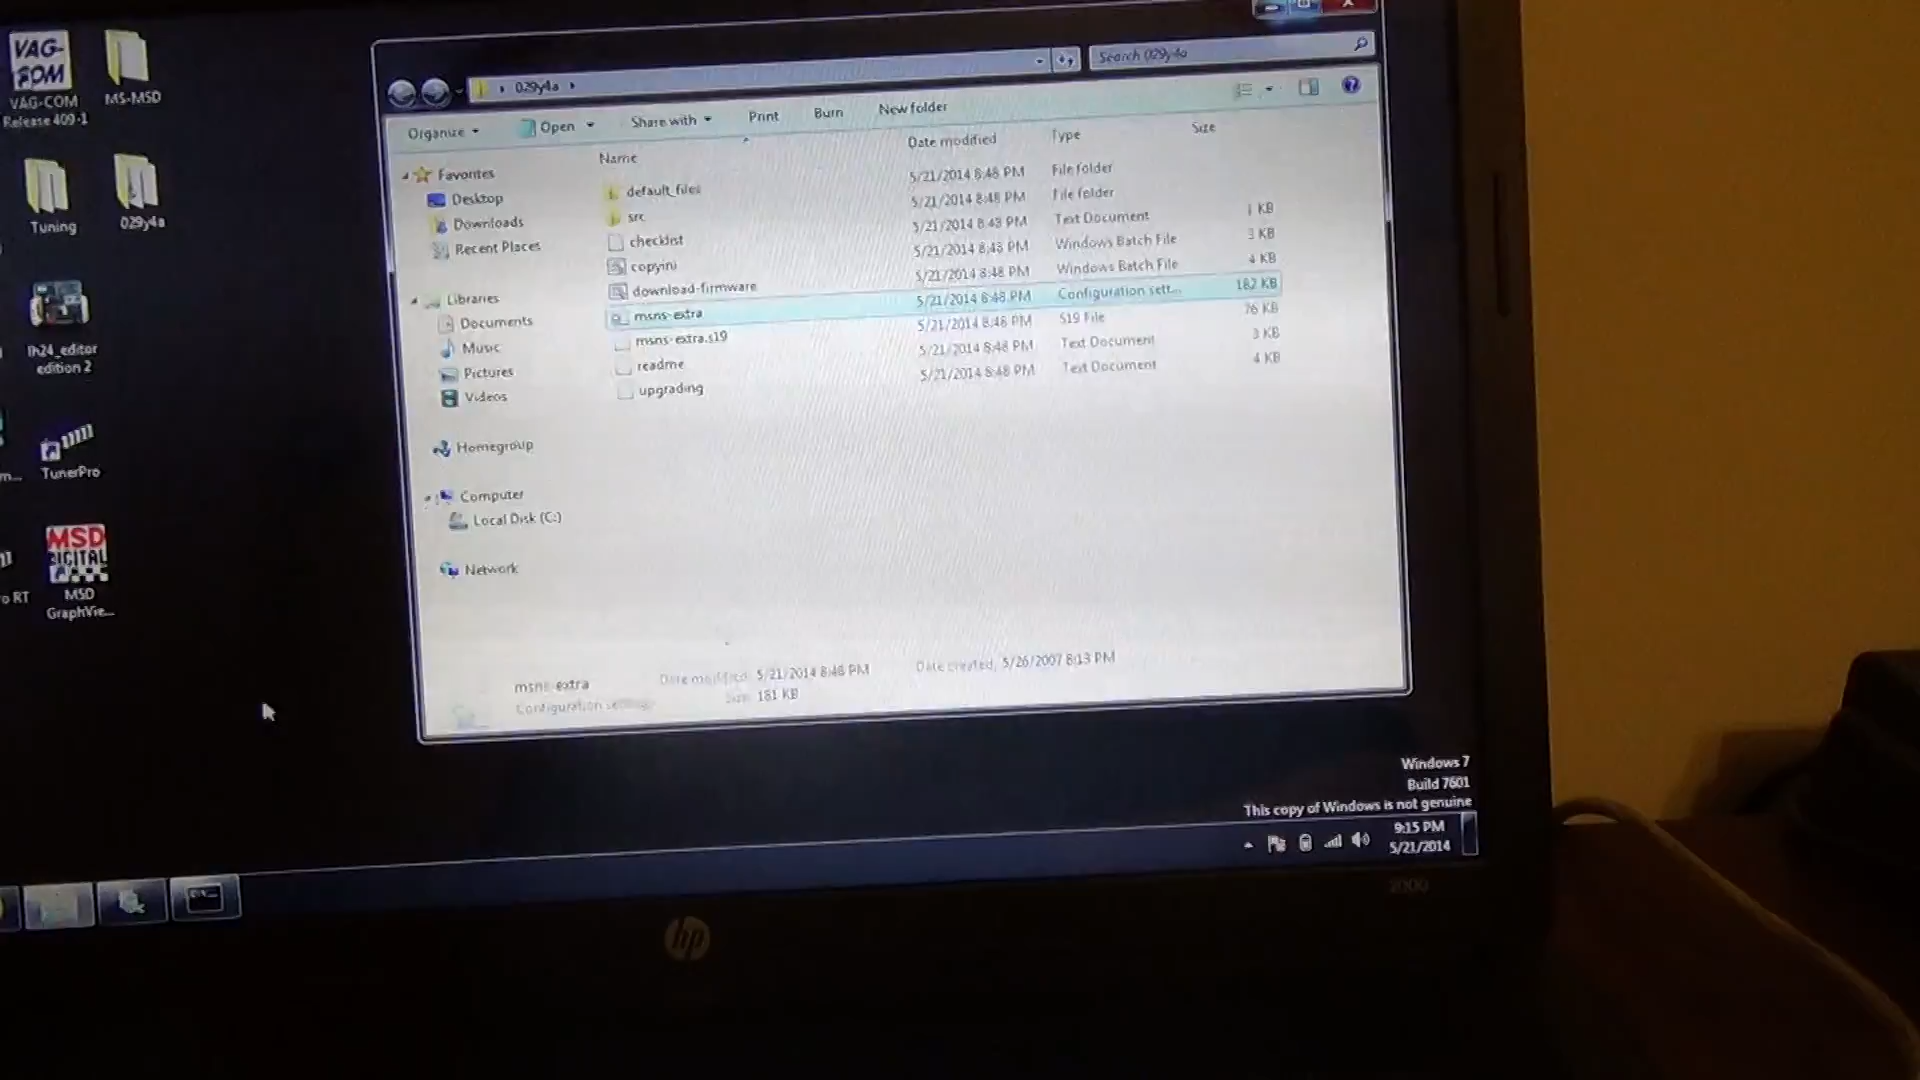 VAG-
COM
VAG-COM
Release 409-1
MS-MSD
Tuning
029y4a
lh24_editor
edition 2
m...
TunerPro
o RT
MSD
DIGITAL
MSD
GraphVie...
029y4a
Search 029y4a
Organize
Open
Share with
Print
Burn
New folder
Name
Date modified
Type
Size
Favorites
Desktop
Downloads
Recent Places
Libraries
Documents
Music
Pictures
Videos
Homegroup
Computer
Local Disk (C:)
Network
default_files 5/21/2014 8:48 PM File folder
src 5/21/2014 8:48 PM File folder
checklist 5/21/2014 8:48 PM Text Document 1 KB
copyini 5/21/2014 8:48 PM Windows Batch File 3 KB
download-firmware 5/21/2014 8:48 PM Windows Batch File 4 KB
msns-extra 5/21/2014 8:48 PM Configuration sett... 182 KB
msns-extra.s19 5/21/2014 8:48 PM S19 File 76 KB
readme 5/21/2014 8:48 PM Text Document 3 KB
upgrading 5/21/2014 8:48 PM Text Document 4 KB
msns-extra Date modified: 5/21/2014 8:48 PM Date created: 5/26/2007 8:13 PM
Configuration settings Size: 181 KB
Windows 7
Build 7601
This copy of Windows is not genuine
9:15 PM
5/21/2014
2000
hp